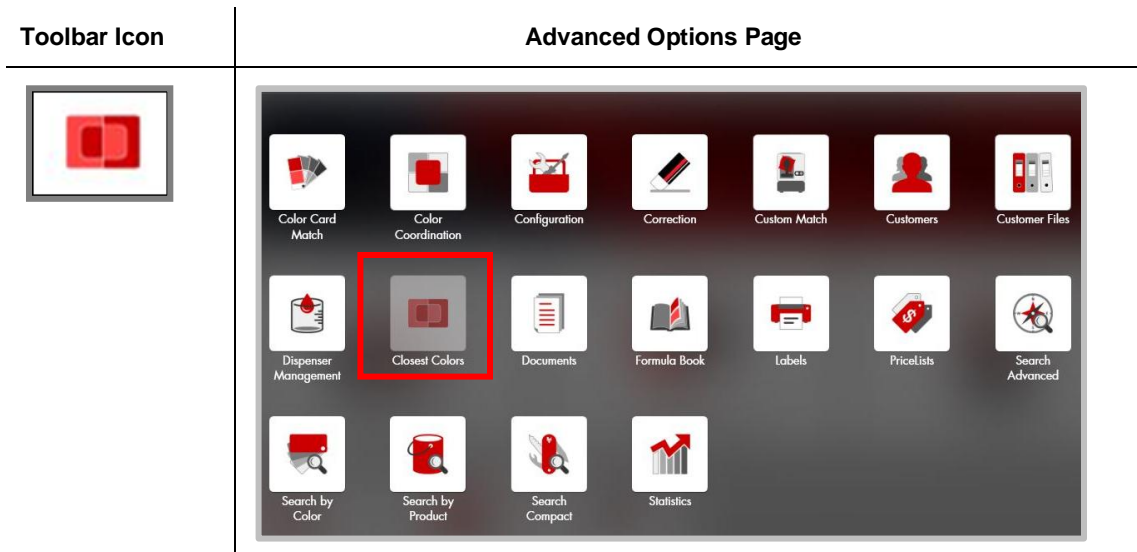 Toolbar Icon
Advanced Options Page
Color Card
Match
Color
Coordination
Configuration
Correction
Custom Match
Customers
Customer Files
Dispenser
Management
Closest Colors
Documents
Formula Book
Labels
PriceLists
Search
Advanced
Search by
Color
Search by
Product
Search
Compact
Statistics